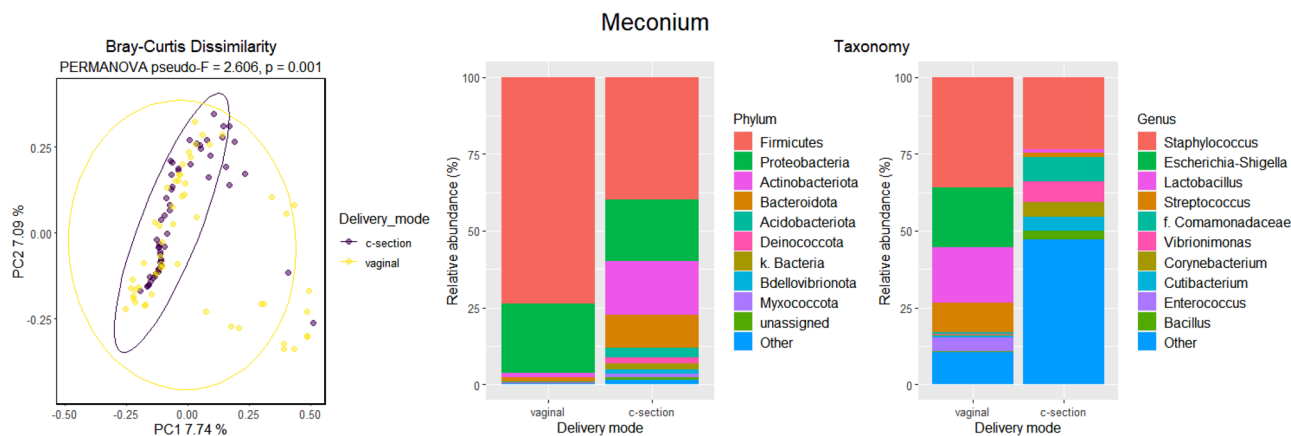 Meconium
Bray-Curtis Dissimilarity
PERMANOVA pseudo-F = 2.606, p = 0.001
0.25
0.00
-0.25
-0.50
-0.25
0.00
0.25
0.50
PC2 7.09 %
PC1 7.74 %
Delivery_mode
c-section
vaginal
Taxonomy
100
75
50
25
0
Relative abundance (%)
vaginal
c-section
Delivery mode
Phylum
Firmicutes
Proteobacteria
Actinobacteriota
Bacteroidota
Acidobacteriota
Deinococcota
k. Bacteria
Bdellovibrionota
Myxococcota
unassigned
Other
100
75
50
25
0
Relative abundance (%)
vaginal
c-section
Delivery mode
Genus
Staphylococcus
Escherichia-Shigella
Lactobacillus
Streptococcus
f. Comamonadaceae
Vibrionimonas
Corynebacterium
Cutibacterium
Enterococcus
Bacillus
Other